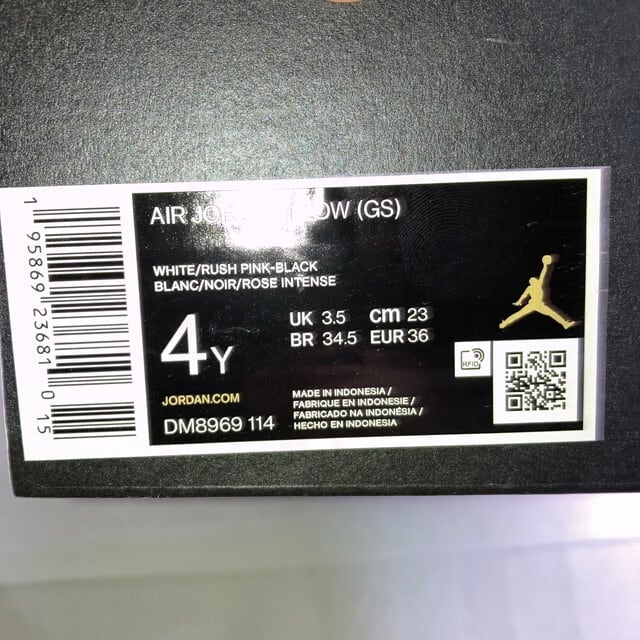 AIR JO LOW (GS)
WHITE/RUSH PINK-BLACK
BLANC/NOIR/ROSE INTENSE
4Y
UK 3.5 cm 23
BR 34.5 EUR 36
RFID
JORDAN.COM
DM8969 114
MADE IN INDONESIA /
FABRIQUE EN INDONESIE /
FABRICADO NA INDONÉSIA /
HECHO EN INDONESIA
1 95869 23681 0 15